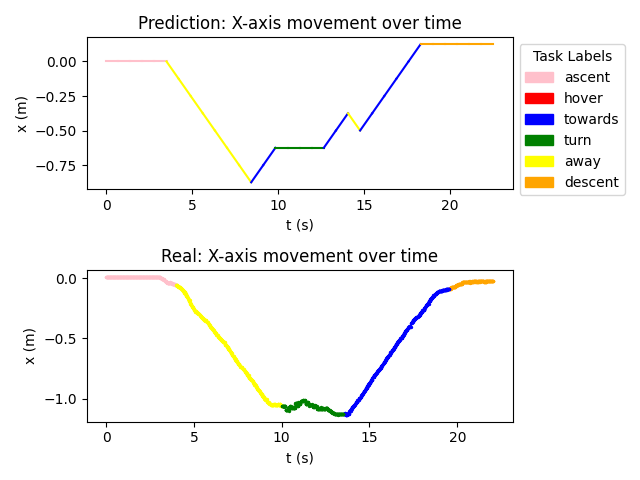 Prediction: X-axis movement over time
0.00
−0.25
−0.50
−0.75
x (m)
0 5 10 15 20
t (s)
Task Labels
ascent
hover
towards
turn
away
descent
Real: X-axis movement over time
0.0
−0.5
−1.0
x (m)
0 5 10 15 20
t (s)